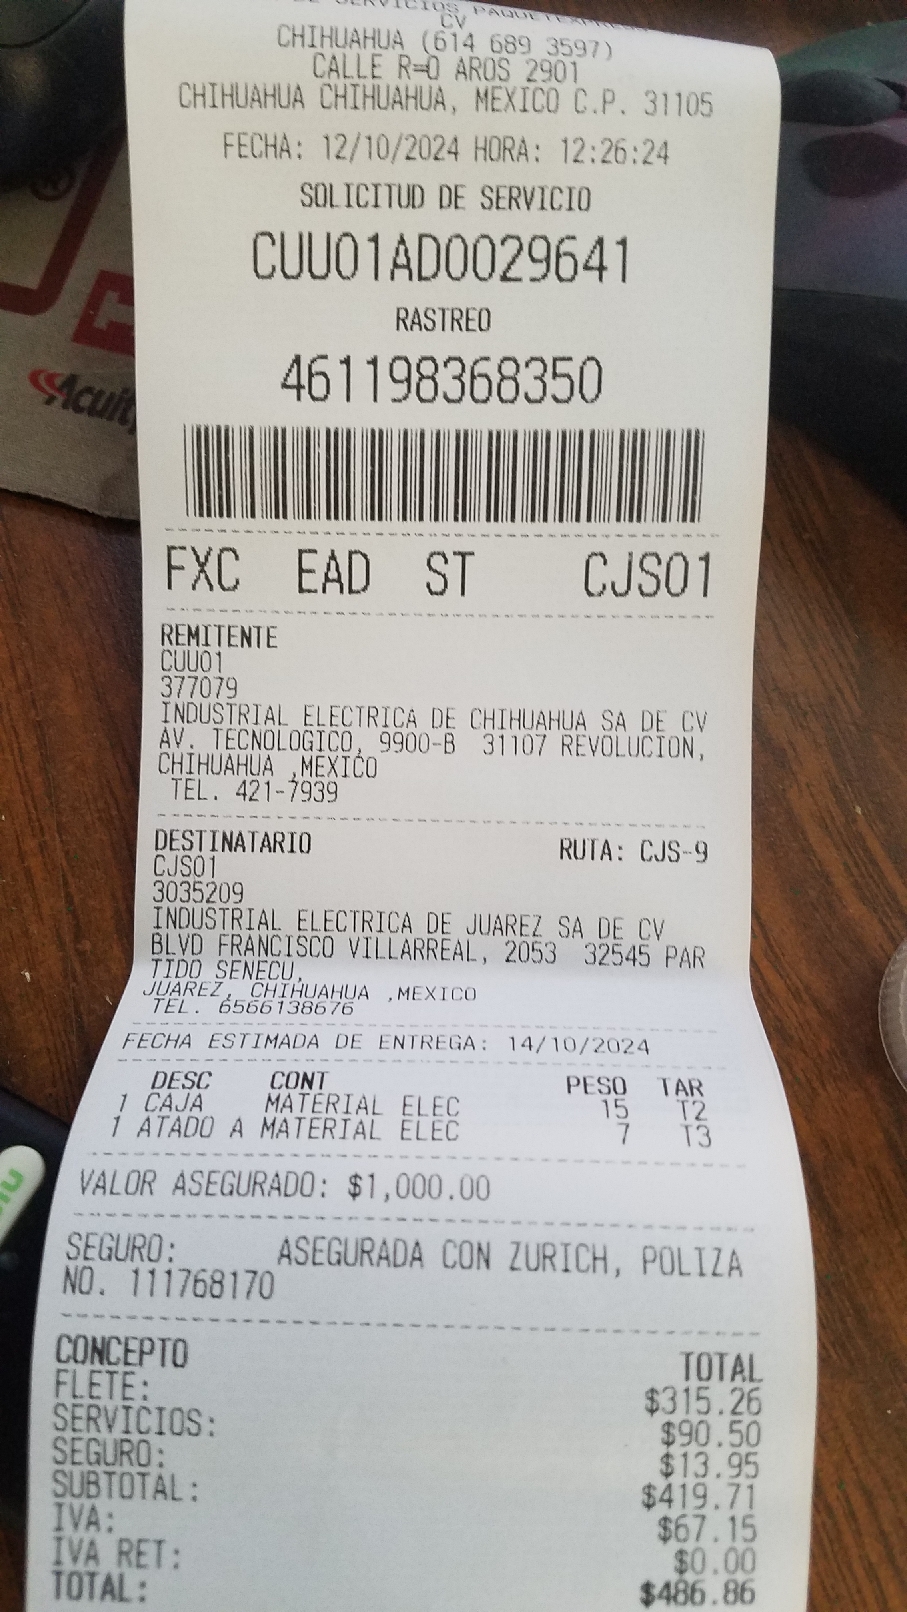 DE SERVICIOS PAQUETEXPRE
CV
CHIHUAHUA (614 689 3597)
CALLE R=O AROS 2901
CHIHUAHUA CHIHUAHUA, MEXICO C.P. 31105
FECHA: 12/10/2024 HORA: 12:26:24
SOLICITUD DE SERVICIO
CUU01AD0029641
RASTREO
461198368350
Acuit
FXC EAD ST CJS01
REMITENTE
CUU01
377079
INDUSTRIAL ELECTRICA DE CHIHUAHUA SA DE CV
AV. TECNOLOGICO, 9900-B 31107 REVOLUCION,
CHIHUAHUA ,MEXICO
TEL. 421-7939
DESTINATARIO RUTA: CJS-9
CJS01
3035209
INDUSTRIAL ELECTRICA DE JUAREZ SA DE CV
BLVD FRANCISCO VILLARREAL, 2053 32545 PAR
TIDO SENECU,
JUAREZ, CHIHUAHUA ,MEXICO
TEL. 6566138676
FECHA ESTIMADA DE ENTREGA: 14/10/2024
DESC CONT PESO TAR
1 CAJA MATERIAL ELEC 15 T2
1 ATADO A MATERIAL ELEC 7 T3
VALOR ASEGURADO: $1,000.00
SEGURO: ASEGURADA CON ZURICH, POLIZA
NO. 111768170
CONCEPTO TOTAL
FLETE: $315.26
SERVICIOS: $90.50
SEGURO: $13.95
SUBTOTAL: $419.71
IVA: $67.15
IVA RET: $0.00
TOTAL: $486.86